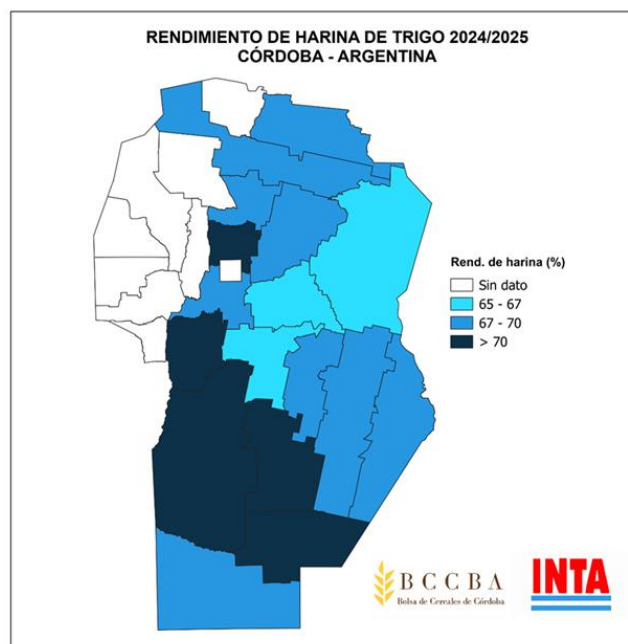 RENDIMIENTO DE HARINA DE TRIGO 2024/2025
CÓRDOBA - ARGENTINA
Rend. de harina (%)
Sin dato
65 - 67
67 - 70
> 70
BCCBA
Bolsa de Cereales de Córdoba
INTA